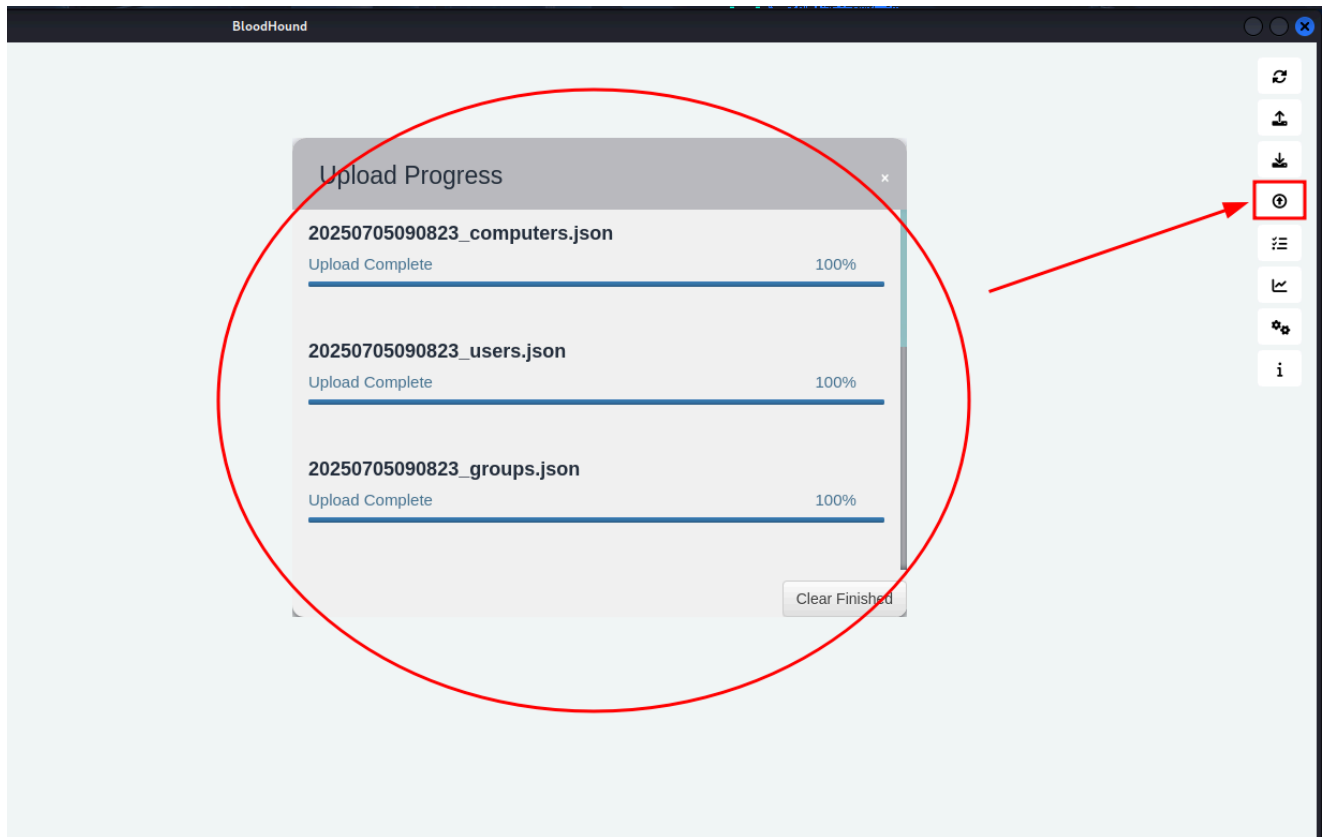 BloodHound
Upload Progress
20250705090823_computers.json
Upload Complete 100%
20250705090823_users.json
Upload Complete 100%
20250705090823_groups.json
Upload Complete 100%
Clear Finished